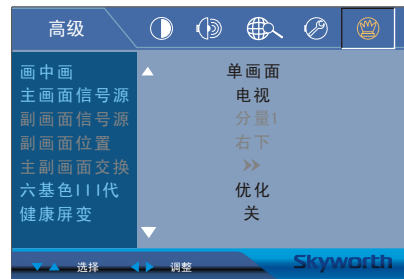 高级
画中画 单画面
主画面信号源 电视
副画面信号源 分量1
副画面位置 右下
主副画面交换
六基色III代 优化
健康屏变 关
选择 调整 Skyworth